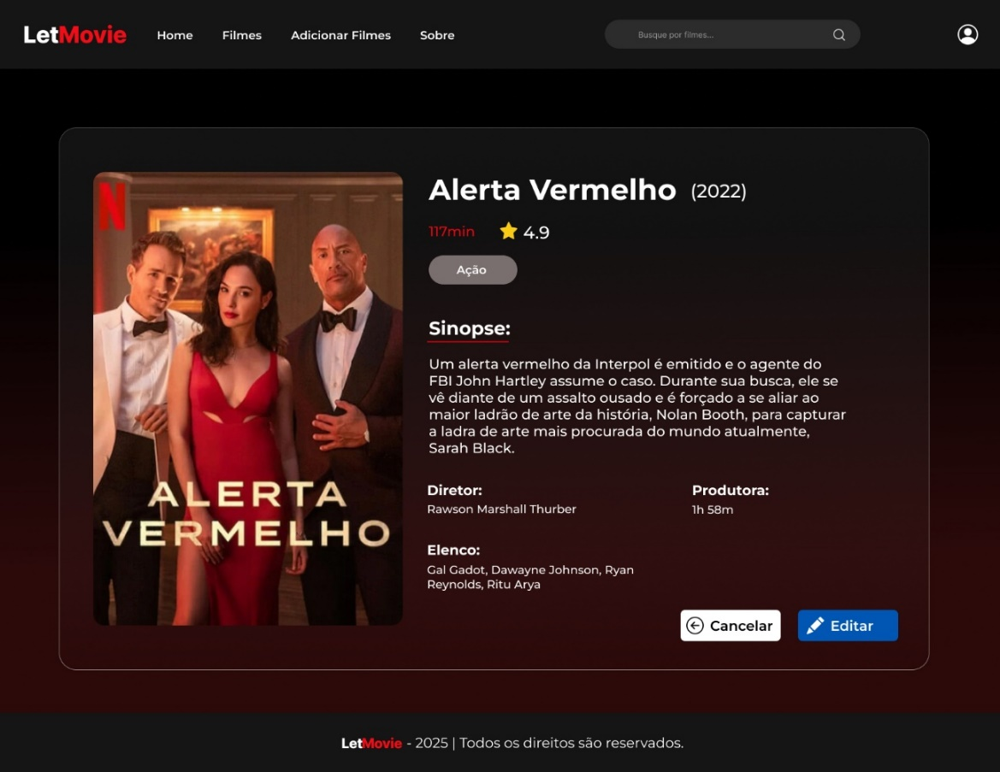 LetMovie Home Filmes Adicionar Filmes Sobre Busque por filmes...
N
ALERTA
VERMELHO
Alerta Vermelho (2022)
117min 4.9
Ação
Sinopse:
Um alerta vermelho da Interpol é emitido e o agente do
FBI John Hartley assume o caso. Durante sua busca, ele se
vê diante de um assalto ousado e é forçado a se aliar ao
maior ladrão de arte da história, Nolan Booth, para capturar
a ladra de arte mais procurada do mundo atualmente,
Sarah Black.
Diretor:
Rawson Marshall Thurber
Produtora:
1h 58m
Elenco:
Gal Gadot, Dawayne Johnson, Ryan
Reynolds, Ritu Arya
Cancelar Editar
LetMovie - 2025 | Todos os direitos são reservados.